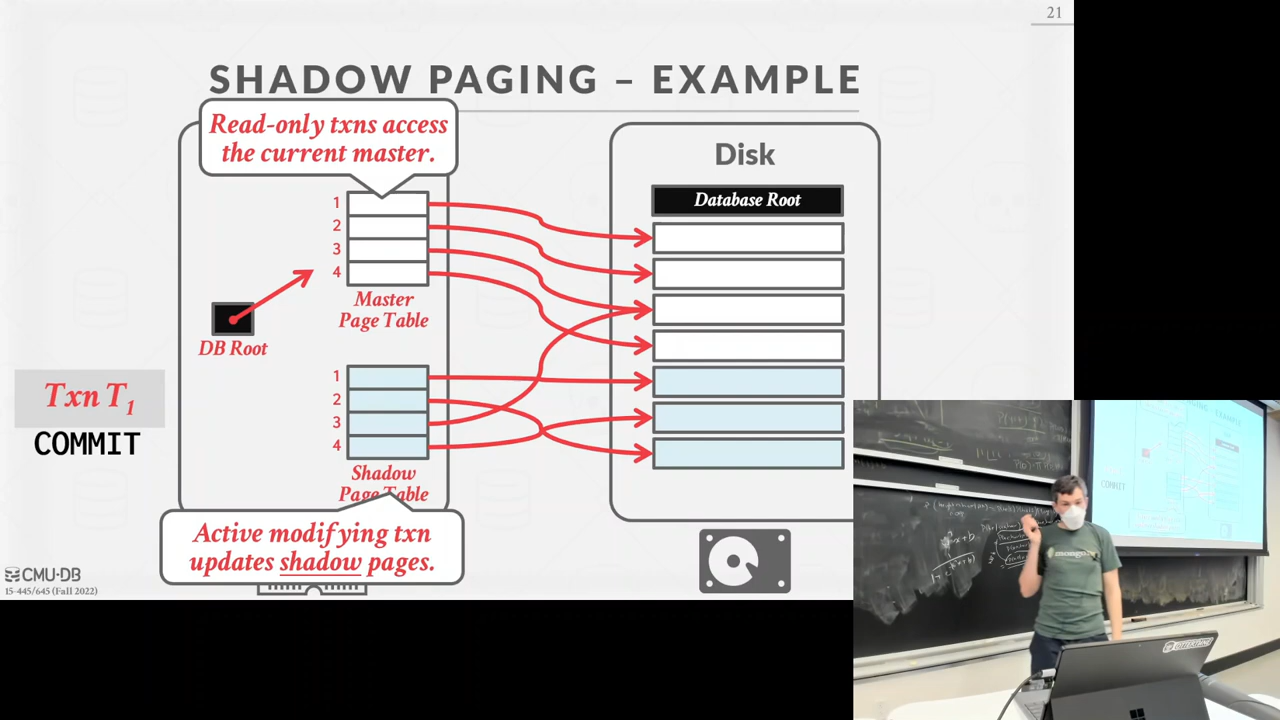 21
SHADOW PAGING – EXAMPLE
Read-only txns access
the current master.
Disk
Database Root
1
2
3
4
Master
Page Table
DB Root
Txn T1
COMMIT
1
2
3
4
Shadow
Page Table
Active modifying txn
updates shadow pages.
CMU·DB
15-445/645 (Fall 2022)